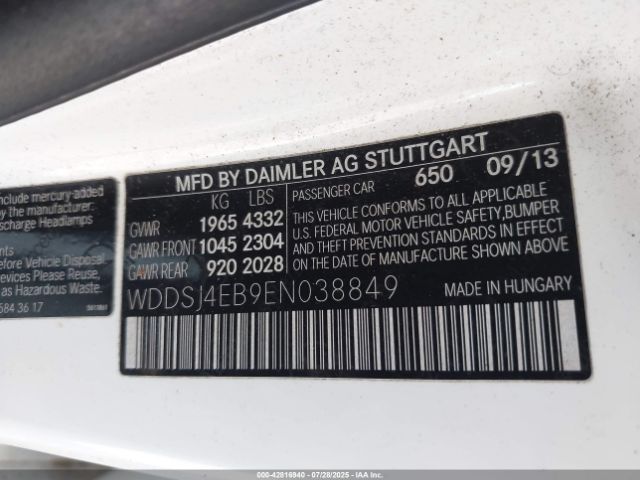 include mercury-added
by the manufacturer:
scharge Headlamps
nts
efore Vehicle Disposal
evices Please
as Hazardous Waste.
584 36 17
MFD BY DAIMLER AG STUTTGART
KG LBS
GVWR 1965 4332
GAWR FRONT 1045 2304
GAWR REAR 920 2028
PASSENGER CAR 650 09/13
THIS VEHICLE CONFORMS TO ALL APPLICABLE
U.S. FEDERAL MOTOR VEHICLE SAFETY, BUMPER
AND THEFT PREVENTION STANDARDS IN EFFECT
ON THE DATE OF MANUFACTURE SHOWN ABOVE.
WDDSJ4EB9EN038849
MADE IN HUNGARY
000-42816940 07/28/2025 - IAAI.COM